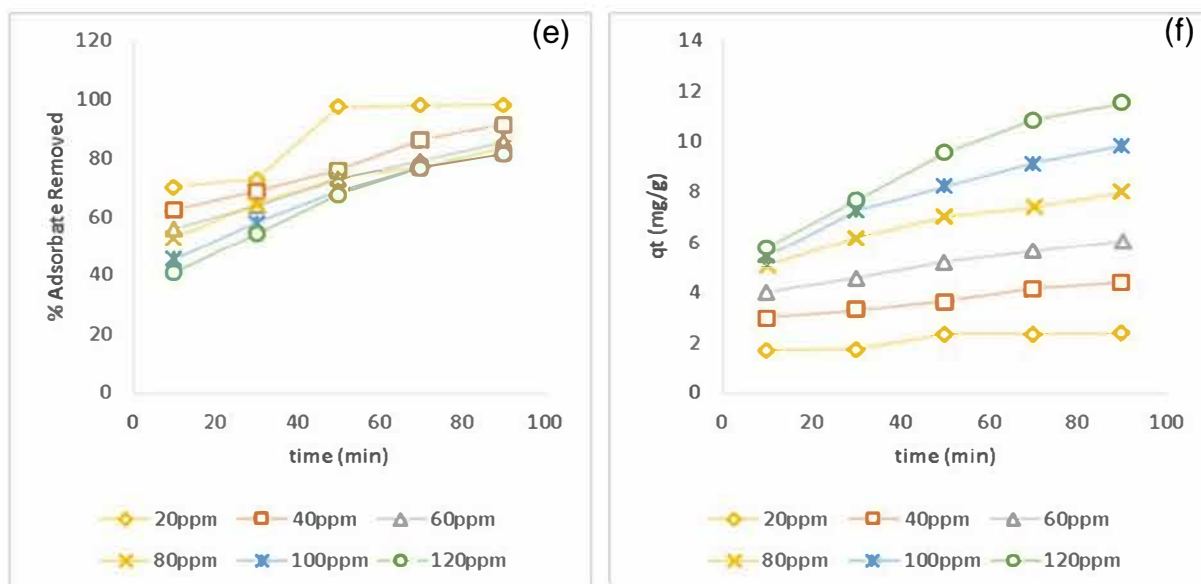 (e)
120
100
80
60
40
20
0
% Adsorbate Removed
0 20 40 60 80 100
time (min)
20ppm 40ppm 60ppm
80ppm 100ppm 120ppm
(f)
14
12
10
8
6
4
2
0
qt (mg/g)
0 20 40 60 80 100
time (min)
20ppm 40ppm 60ppm
80ppm 100ppm 120ppm